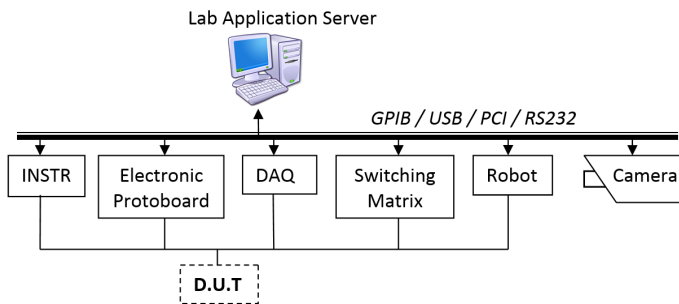 Lab Application Server
GPIB / USB / PCI / RS232
INSTR
Electronic
Protoboard
DAQ
Switching
Matrix
Robot
Camera
D.U.T